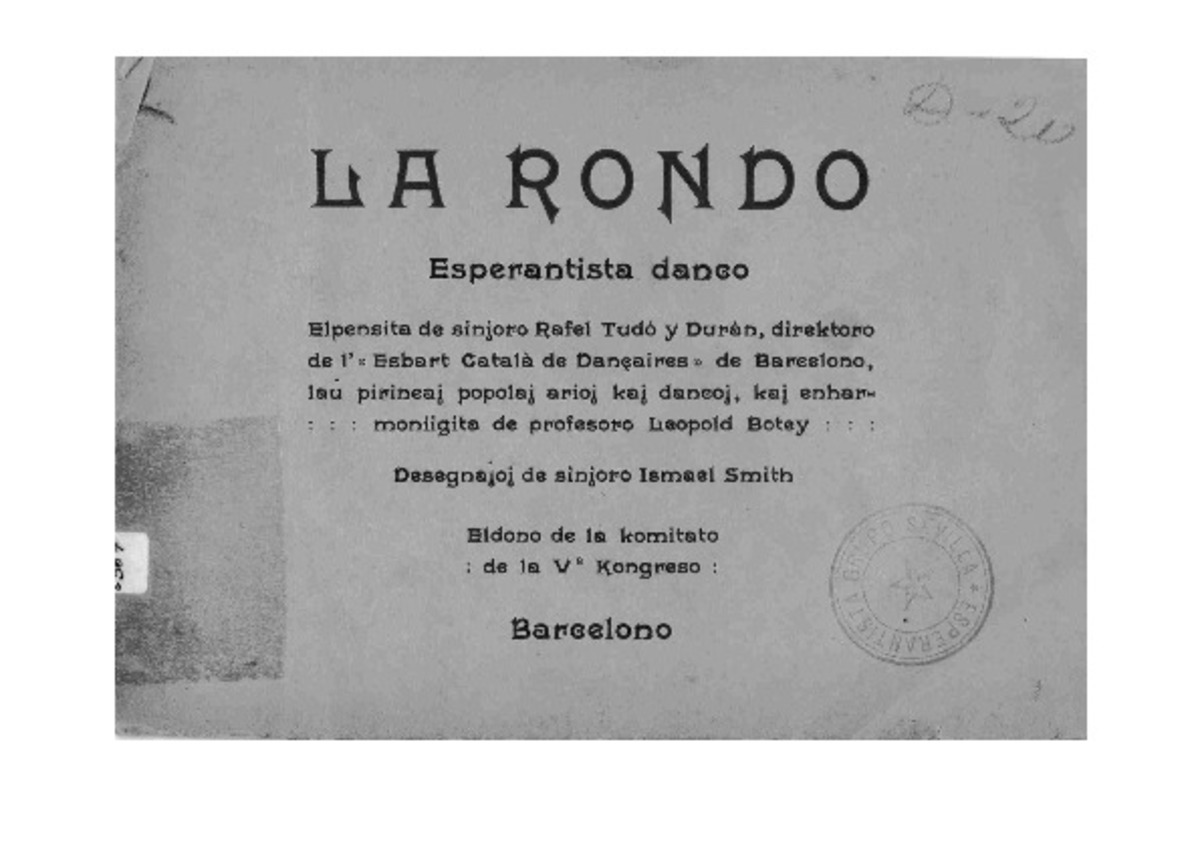 D-20
LA RONDO
Esperantista danco
Elpensita de sinjoro Rafel Tudó y Durán, direktoro
de l'« Esbart Català de Dançaires » de Barcelono,
laŭ pirineaj popolaj arioj kaj dancoj, kaj enhar-
: : : moniigita de profesoro Leopold Botey : : :
Desegnaĵoj de sinjoro Ismael Smith
Eldono de la komitato
: de la Vª Kongreso :
Barcelono
GRUPO ESPERANTISTA